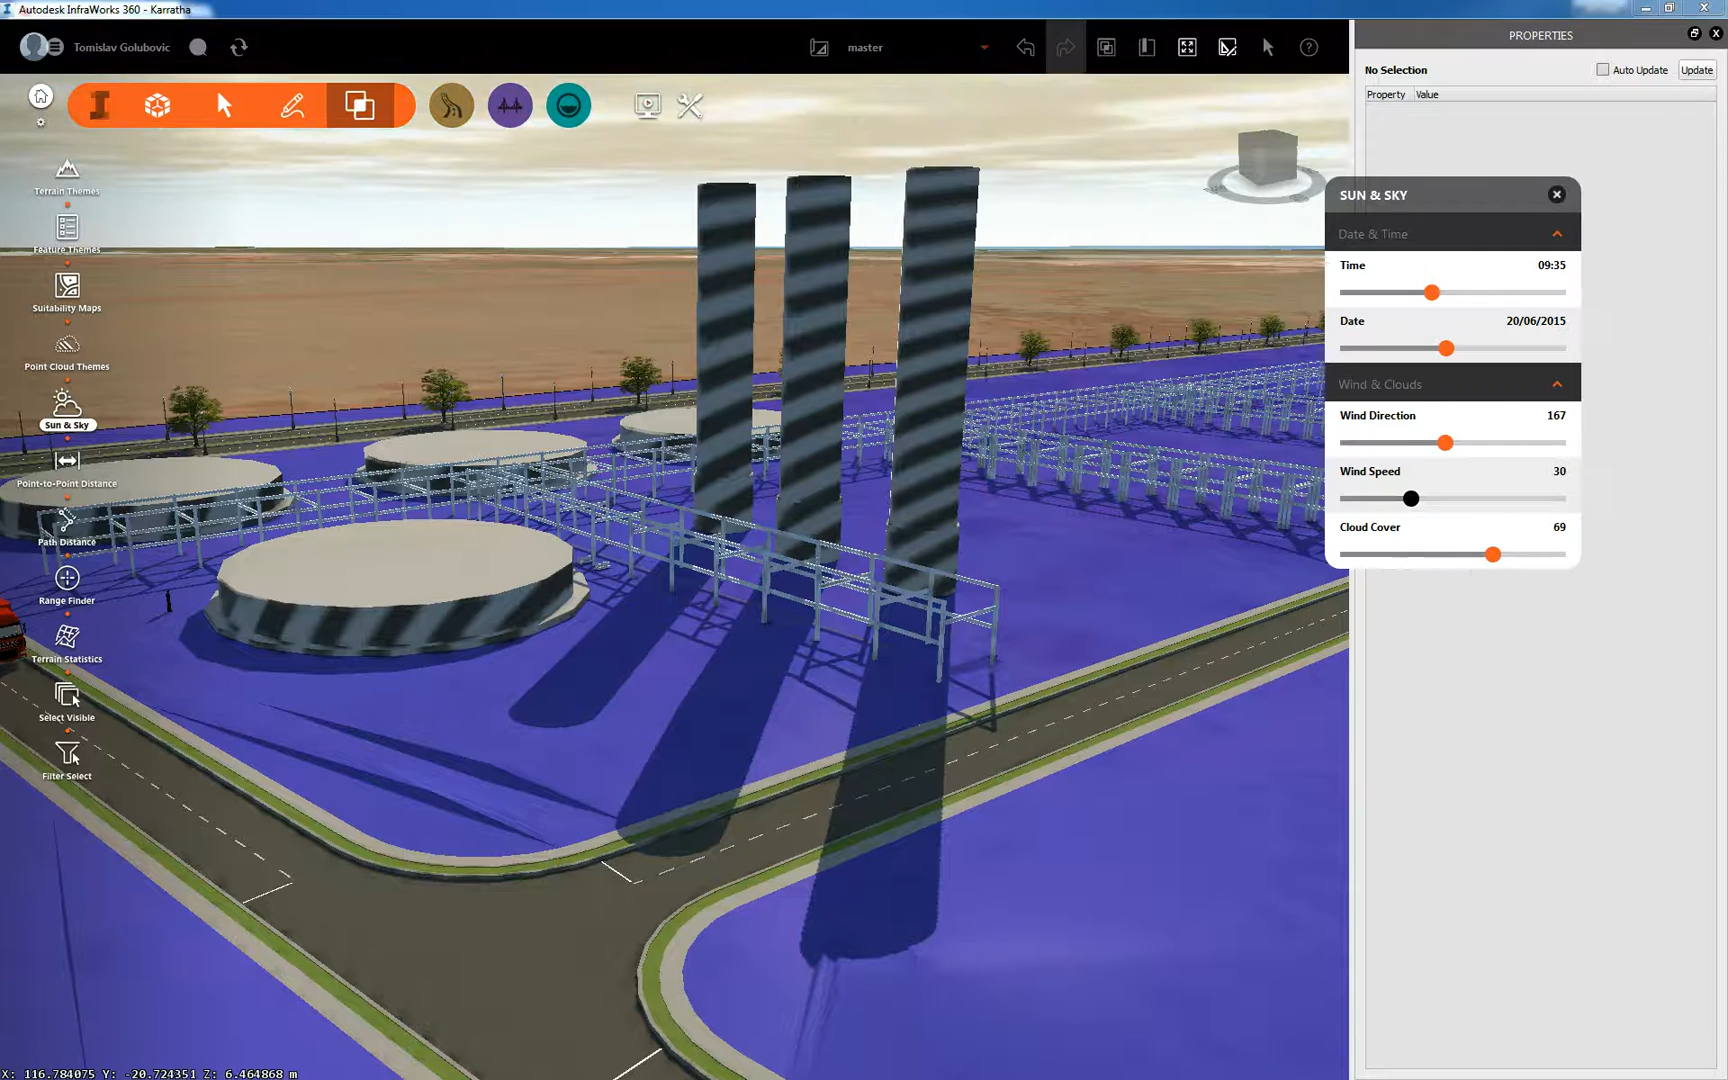 Autodesk InfraWorks 360 - Karratha
Tomislav Golubovic
master
PROPERTIES
No Selection
Auto Update
Update
Property Value
Terrain Themes
Feature Themes
Suitability Maps
Point Cloud Themes
Sun & Sky
Point-to-Point Distance
Path Distance
Range Finder
Terrain Statistics
Select Visible
Filter Select
SUN & SKY
Date & Time
Time 09:35
Date 20/06/2015
Wind & Clouds
Wind Direction 167
Wind Speed 30
Cloud Cover 69
X: 116.784075 Y: -20.724351 Z: 6.464868 m